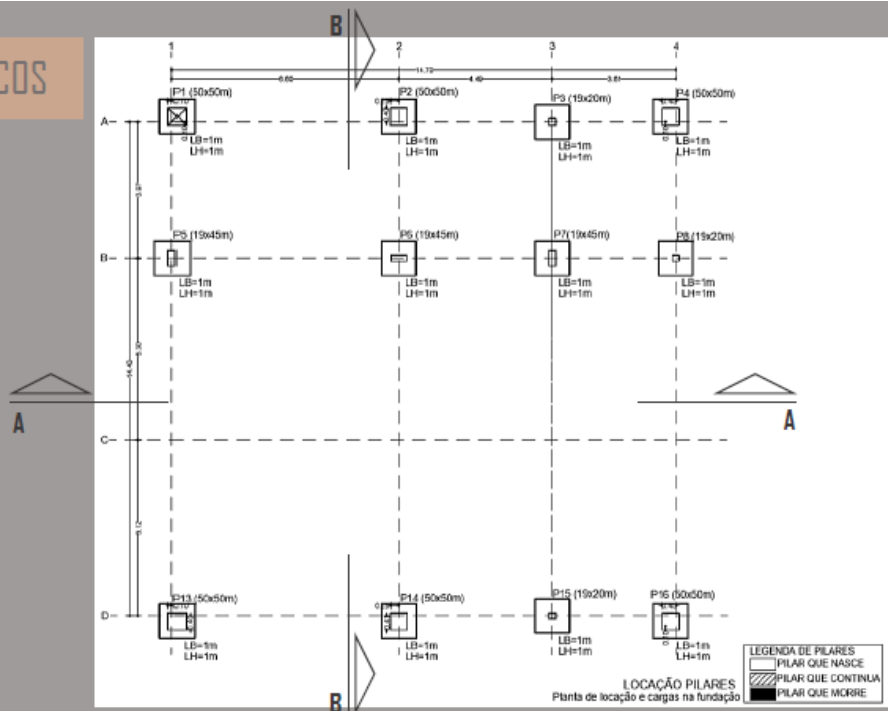 COS
B
1
2
3
4
14.72
P1 (50x50m)
P2 (50x50m)
P3 (19x20m)
P4 (50x50m)
A
LB=1m
LH=1m
LB=1m
LH=1m
LB=1m
LH=1m
LB=1m
LH=1m
P5 (19x45m)
P6 (19x45m)
P7(19x45m)
P8 (19x20m)
B
LB=1m
LH=1m
LB=1m
LH=1m
LB=1m
LH=1m
LB=1m
LH=1m
A
A
C
P13 (50x50m)
P14 (50x50m)
P15 (19x20m)
P16 (50x50m)
D
LB=1m
LH=1m
LB=1m
LH=1m
LB=1m
LH=1m
LB=1m
LH=1m
LEGENDA DE PILARES
PILAR QUE NASCE
PILAR QUE CONTINUA
PILAR QUE MORRE
LOCAÇÃO PILARES
Planta de locação e cargas na fundação
B